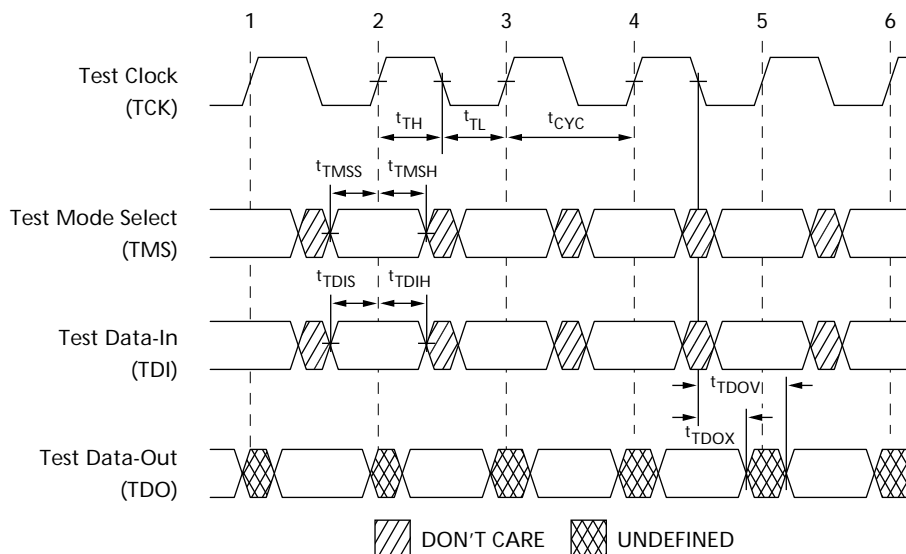 1 2 3 4 5 6
Test Clock
(TCK)
tTH tTL tCYC
tTMSS tTMSH
Test Mode Select
(TMS)
tTDIS tTDIH
Test Data-In
(TDI)
tTDOV
tTDOX
Test Data-Out
(TDO)
DON'T CARE UNDEFINED